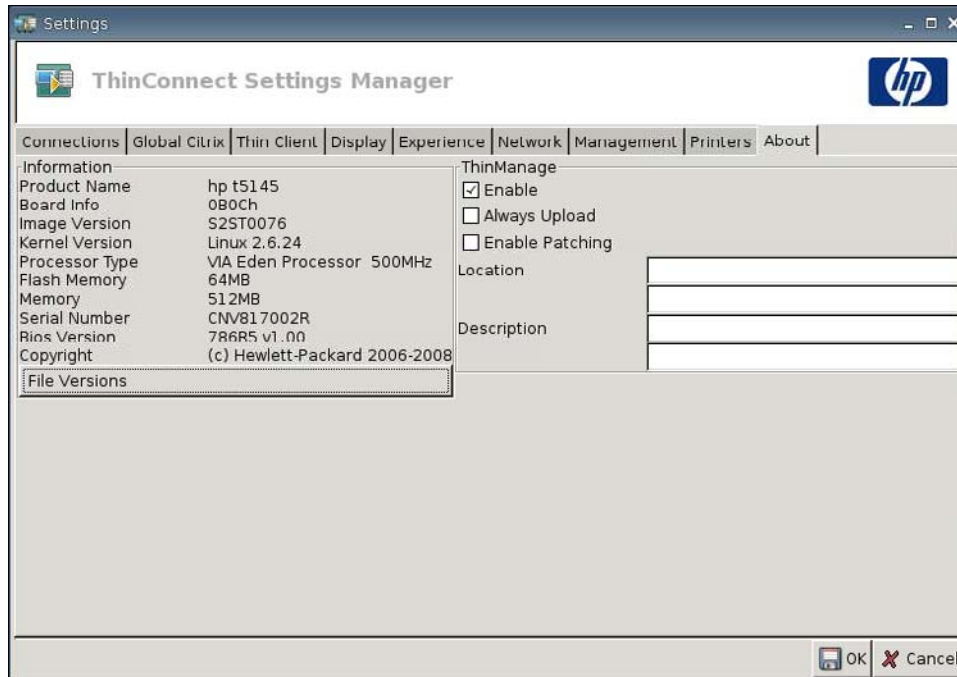 Settings
ThinConnect Settings Manager
hp
Connections Global Citrix Thin Client Display Experience Network Management Printers About
Information
Product Name hp t5145
Board Info 0B0Ch
Image Version S2ST0076
Kernel Version Linux 2.6.24
Processor Type VIA Eden Processor 500MHz
Flash Memory 64MB
Memory 512MB
Serial Number CNV817002R
Bios Version 786R5 v1.00
Copyright (c) Hewlett-Packard 2006-2008
File Versions
ThinManage
Enable
Always Upload
Enable Patching
Location
Description
OK Cancel